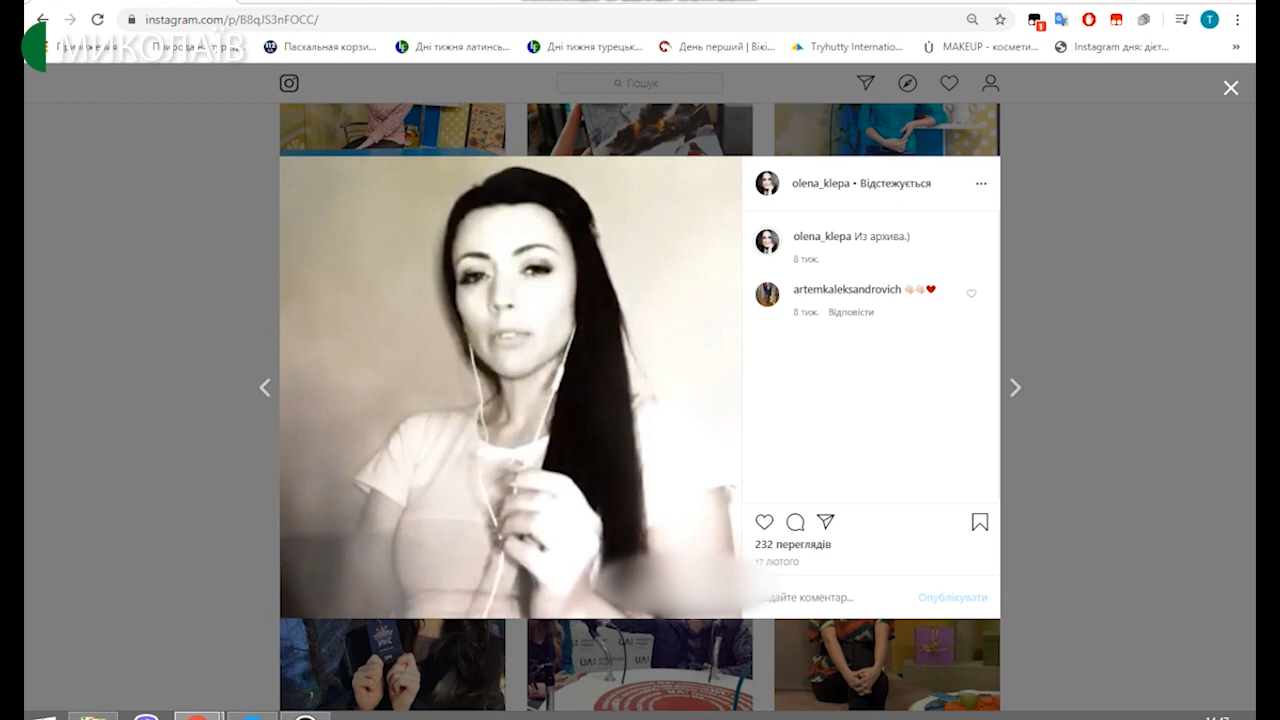 instagram.com/p/B8qJS3nFOCC/
МИКОЛАЇВ
Пасхальная корзи...
Дні тижня латинсь...
Дні тижня турецьк...
День перший | Вікі...
Tryhutty Internatio...
MAKEUP - космети...
Instagram дня: дієт...
»
Пошук
olena_klepa • Відстежується
olena_klepa Из архива.)
8 тиж.
artemkaleksandrovich
8 тиж. Відповісти
232 переглядів
17 ЛЮТОГО
Опублікувати